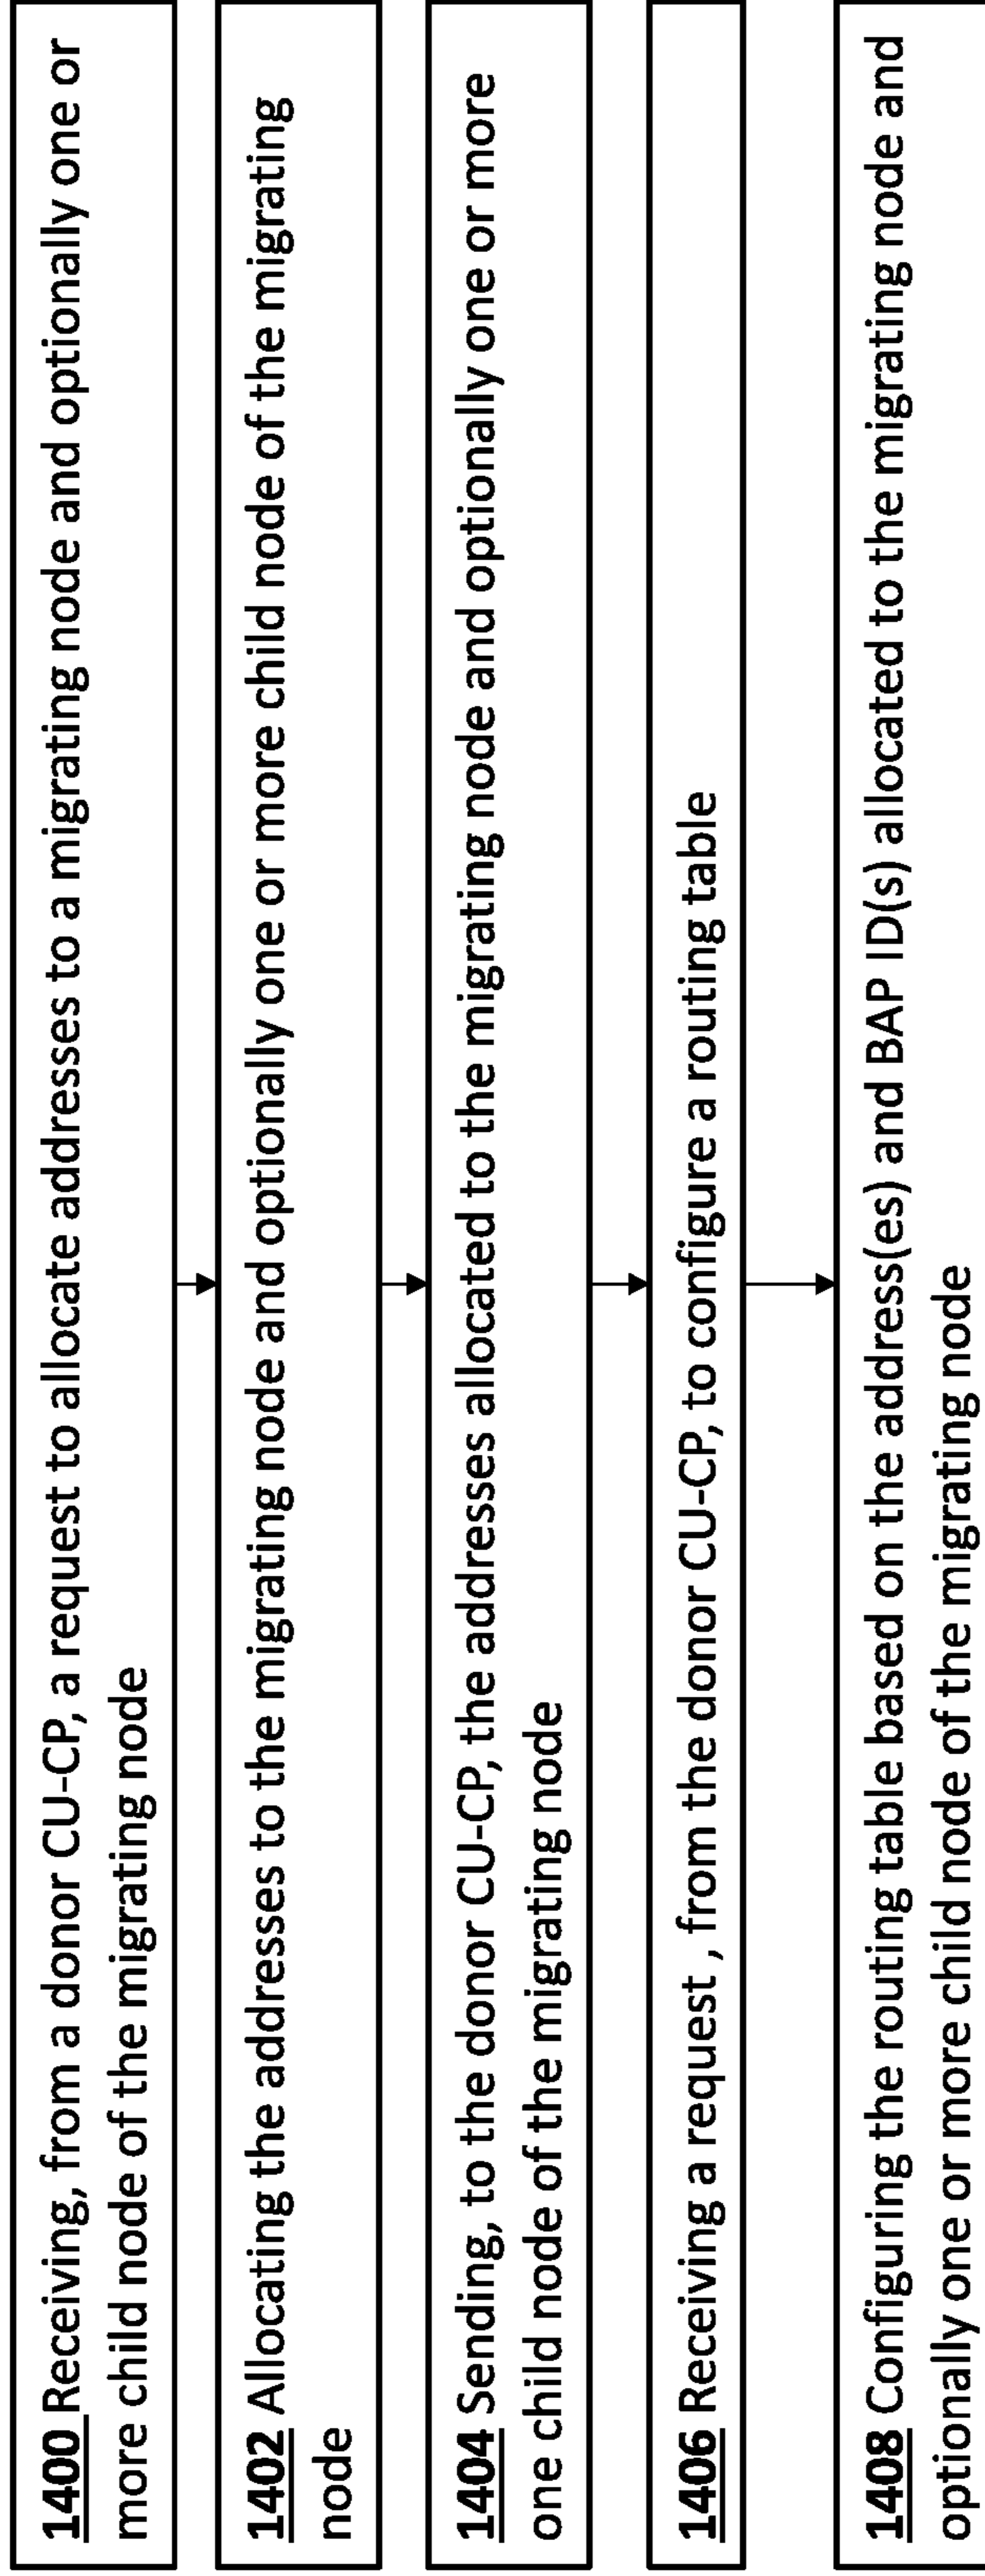 1400 Receiving, from a donor CU-CP, a request to allocate addresses to a migrating node and optionally one or
more child node of the migrating node
1402 Allocating the addresses to the migrating node and optionally one or more child node of the migrating
node
1404 Sending, to the donor CU-CP, the addresses allocated to the migrating node and optionally one or more
one child node of the migrating node
1406 Receiving a request , from the donor CU-CP, to configure a routing table
1408 Configuring the routing table based on the address(es) and BAP ID(s) allocated to the migrating node and
optionally one or more child node of the migrating node